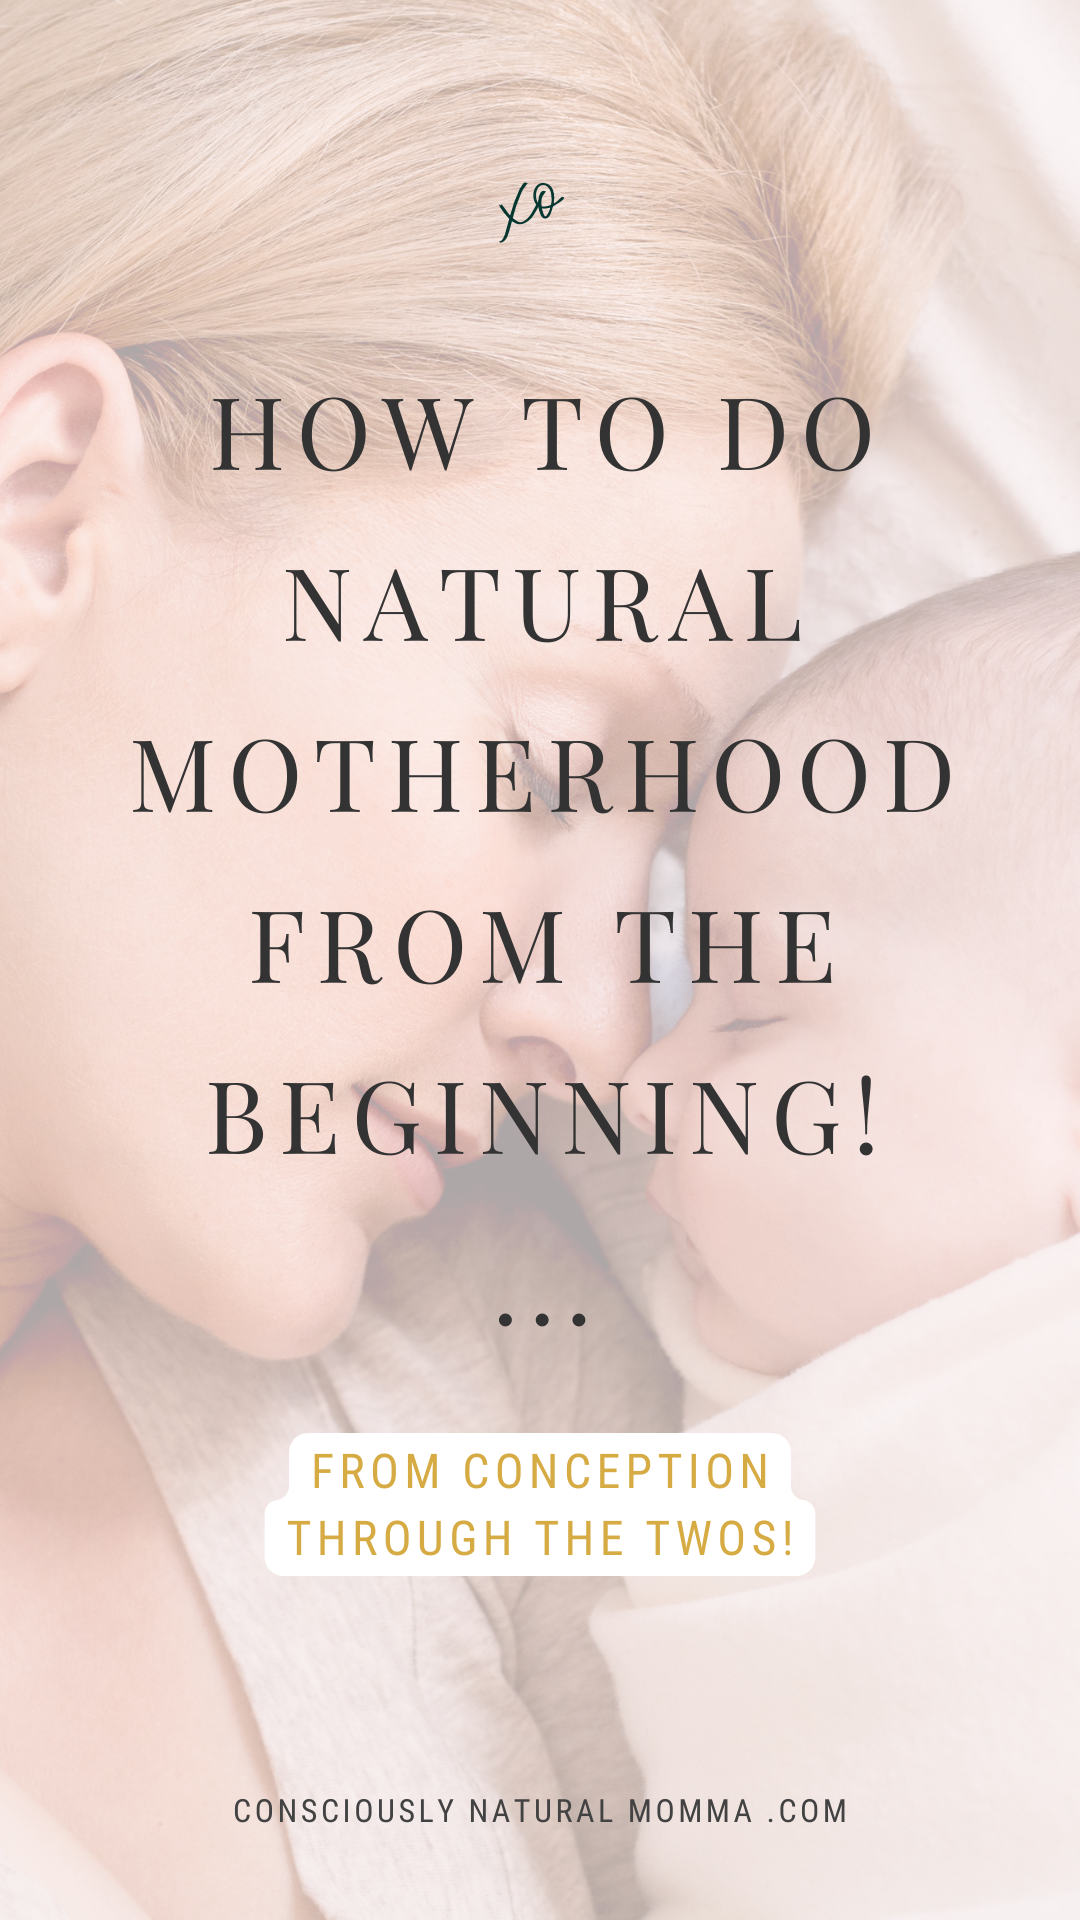 xo
HOW TO DO
NATURAL
MOTHERHOOD
FROM THE
BEGINNING!
...
FROM CONCEPTION
THROUGH THE TWOS!
CONSCIOUSLY NATURAL MOMMA .COM